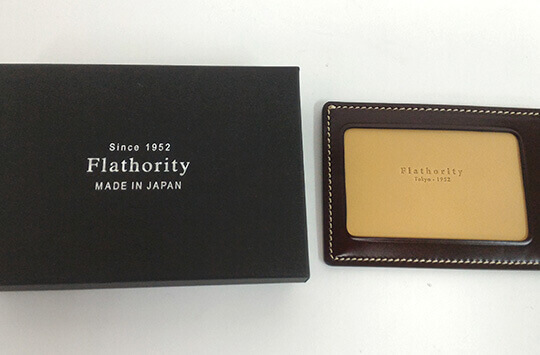 Since 1952
Flathority
MADE IN JAPAN
Flathority
Tokyo - 1952